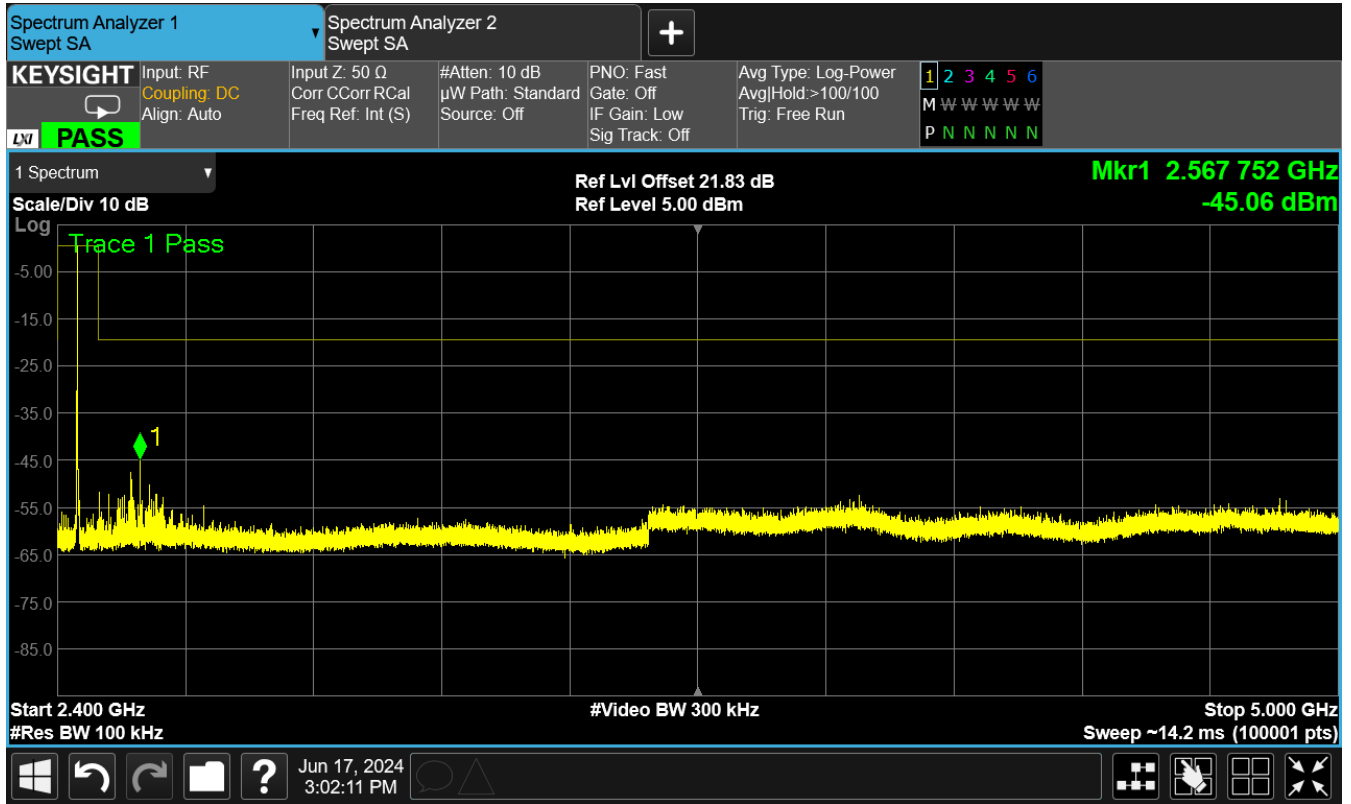 Spectrum Analyzer 1
Swept SA
Spectrum Analyzer 2
Swept SA
+
KEYSIGHT
LXI PASS
Input: RF
Coupling: DC
Align: Auto
Input Z: 50 Ω
Corr CCorr RCal
Freq Ref: Int (S)
#Atten: 10 dB
µW Path: Standard
Source: Off
PNO: Fast
Gate: Off
IF Gain: Low
Sig Track: Off
Avg Type: Log-Power
Avg|Hold:>100/100
Trig: Free Run
1 2 3 4 5 6
M W W W W W
P N N N N N
1 Spectrum
Scale/Div 10 dB
Ref Lvl Offset 21.83 dB
Ref Level 5.00 dBm
Mkr1 2.567 752 GHz
-45.06 dBm
Log
Trace 1 Pass
-5.00
-15.0
-25.0
-35.0
1
-45.0
-55.0
-65.0
-75.0
-85.0
Start 2.400 GHz
#Res BW 100 kHz
#Video BW 300 kHz
Stop 5.000 GHz
Sweep ~14.2 ms (100001 pts)
?
Jun 17, 2024
3:02:11 PM